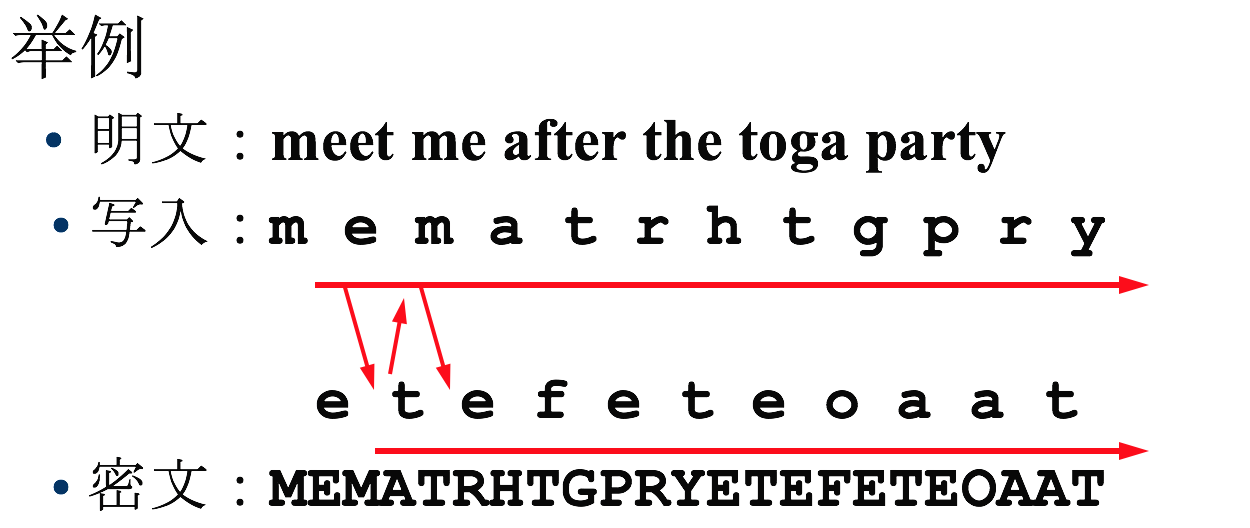 举例
• 明文：meet me after the toga party
• 写入：m e m a t r h t g p r y
e t e f e t e o a a t
• 密文：MEMATRHTGPRYETEFETEOAAT